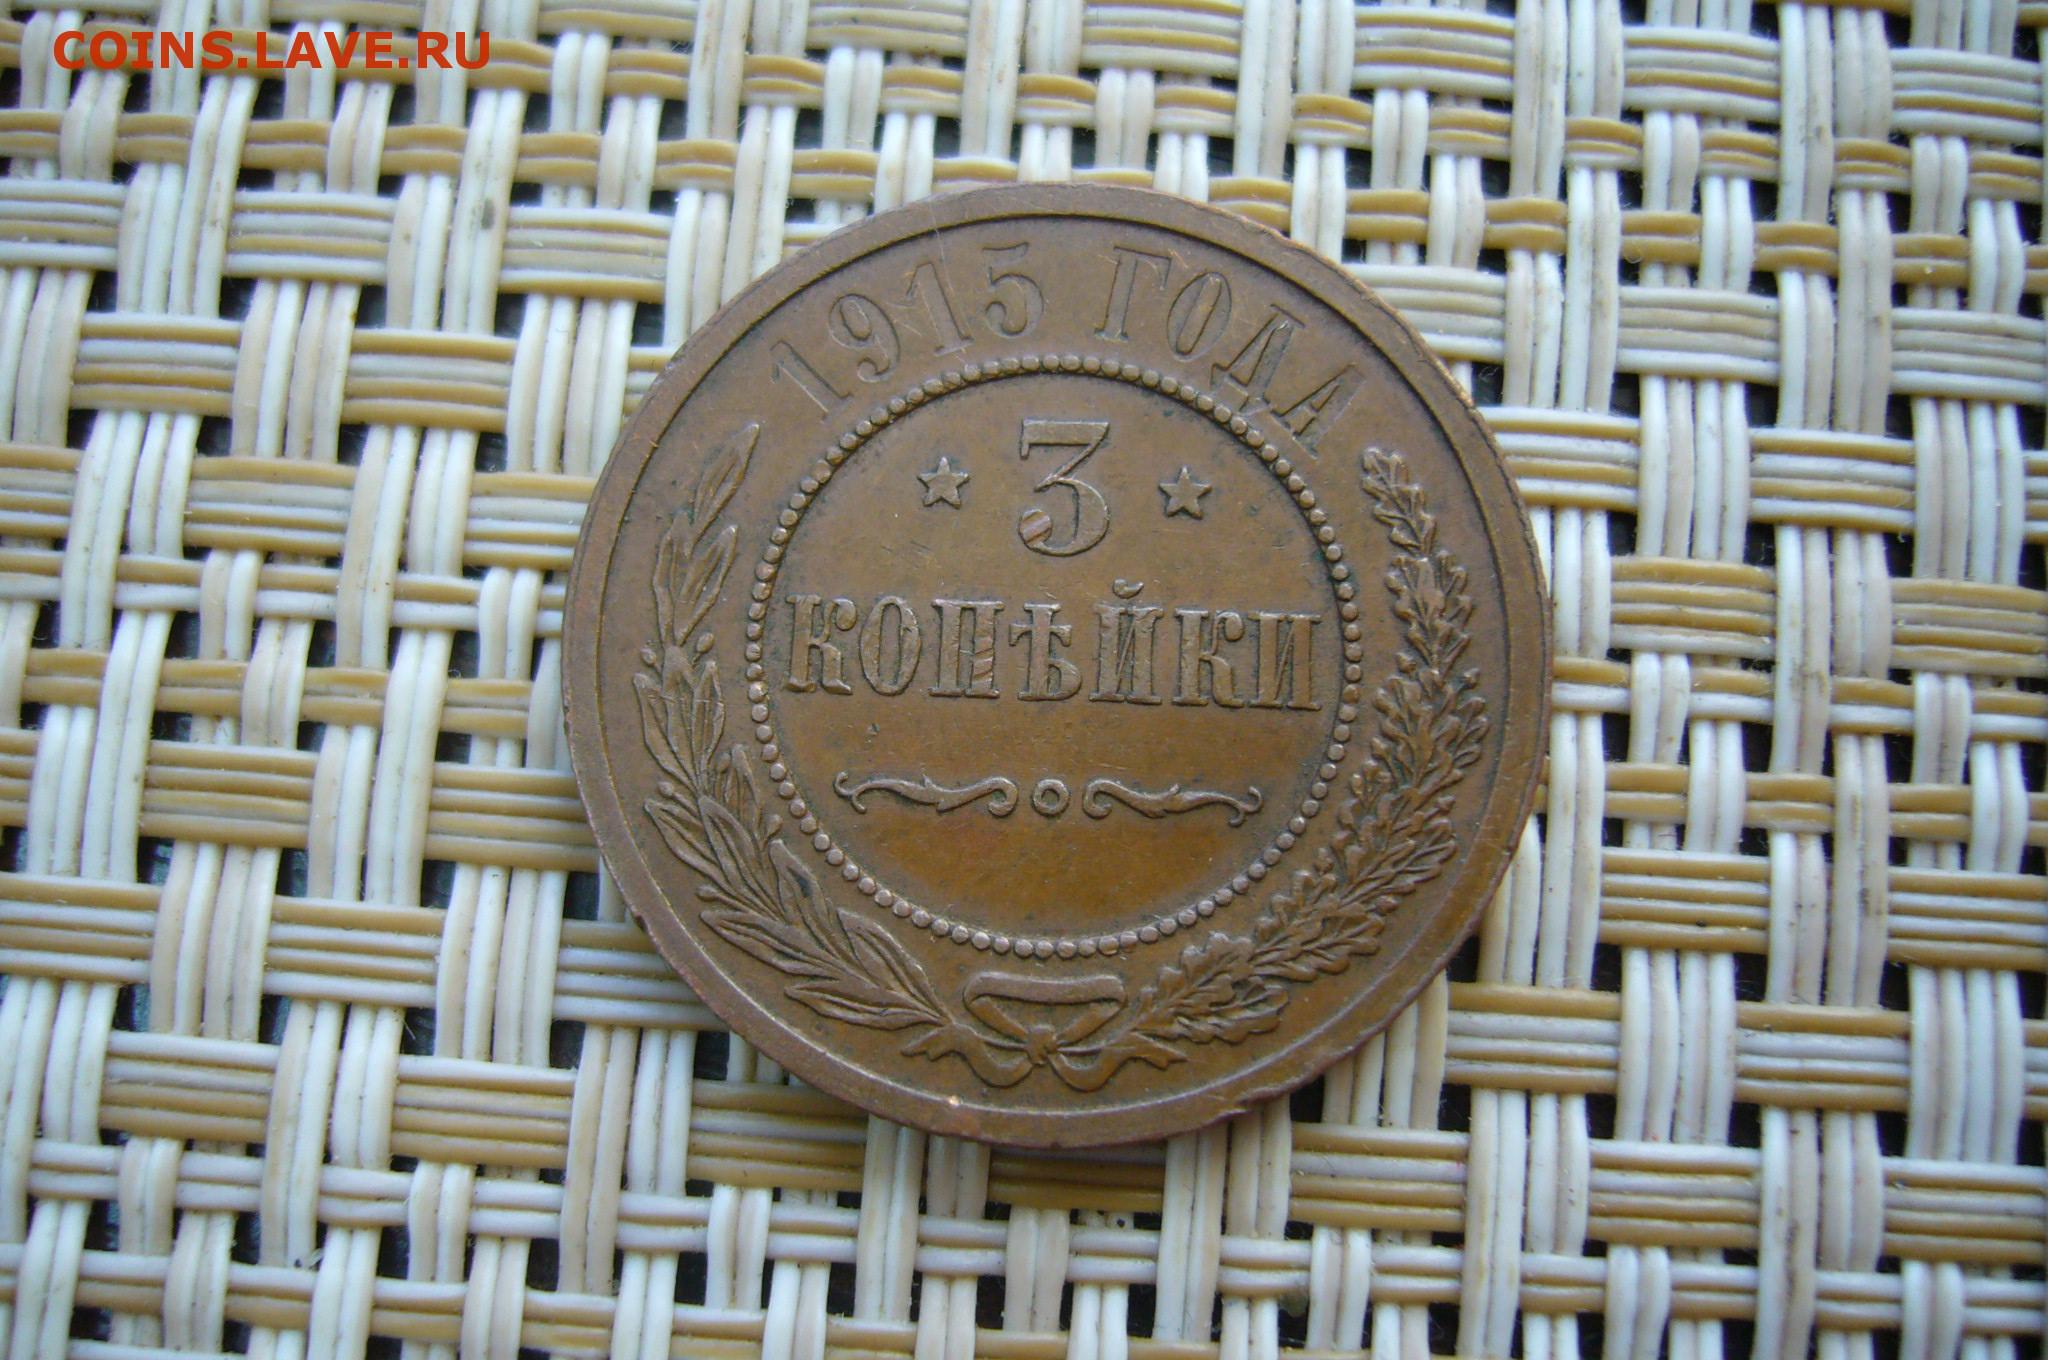 COINS.LAVE.RU
1915 ГОДА
3
КОПѢЙКИ